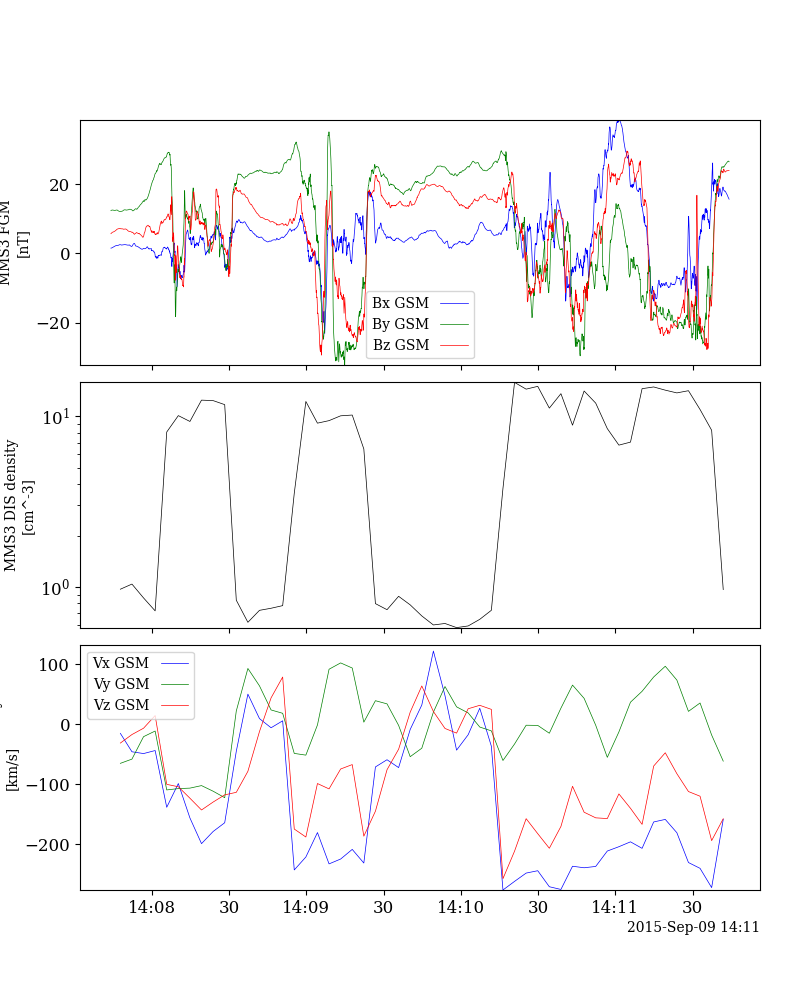 20
0
−20
MMS3 FGM
[nT]
Bx GSM
By GSM
Bz GSM
10^1
10^0
MMS3 DIS density
[cm^-3]
Vx GSM
Vy GSM
Vz GSM
100
0
−100
−200
[km/s]
14:08 30 14:09 30 14:10 30 14:11 30
2015-Sep-09 14:11